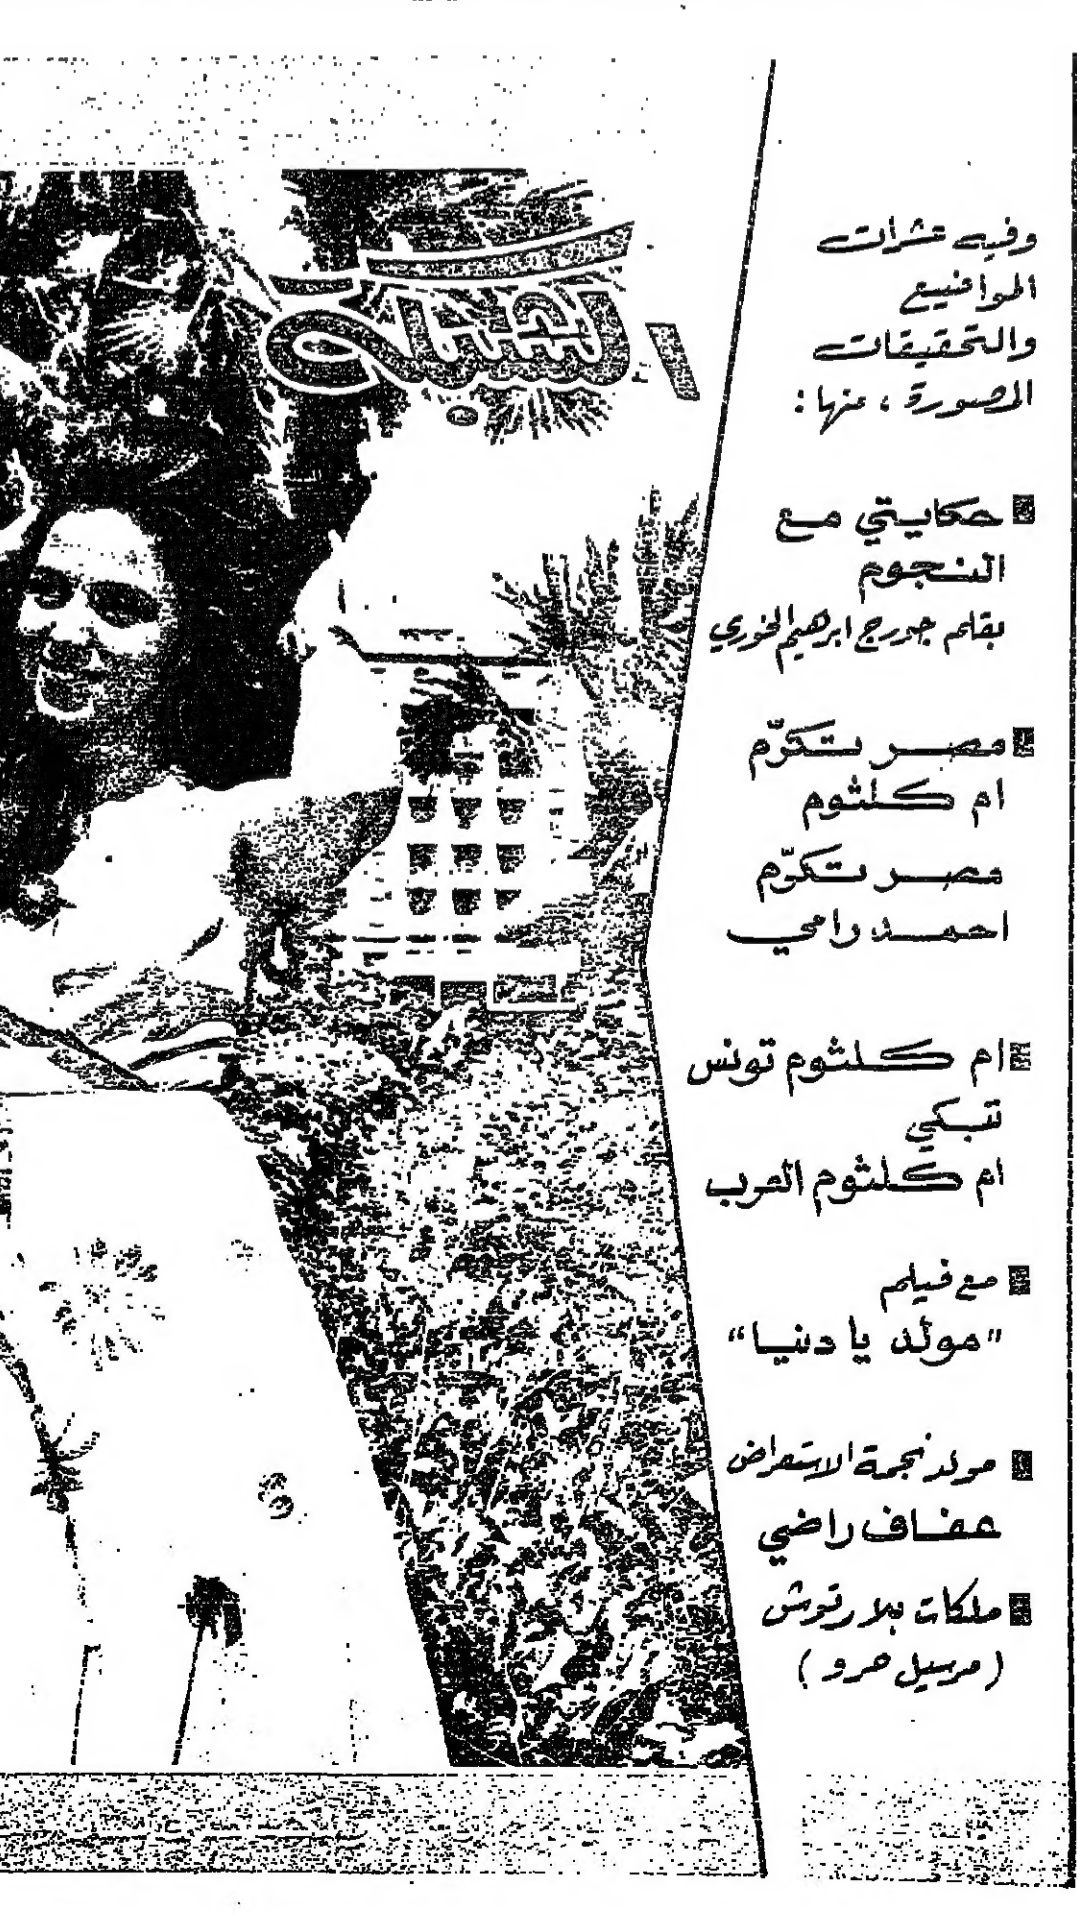 الشبكة
وفيه عشرات
المواضيع
والتحقيقات
المصورة ، منها :
حكايتي مع
النجوم
بقلم جورج ابرهيم الخوري
مصر تكرّم
ام كلثوم
مصر تكرّم
احمد رامي
ام كلثوم تونس
تبكي
ام كلثوم العرب
مع فيلم
"مولد يا دنيا"
مولد نجمة الاستعراض
عفاف راضي
ملكات بلا رتوش
( مرسيل هرو )